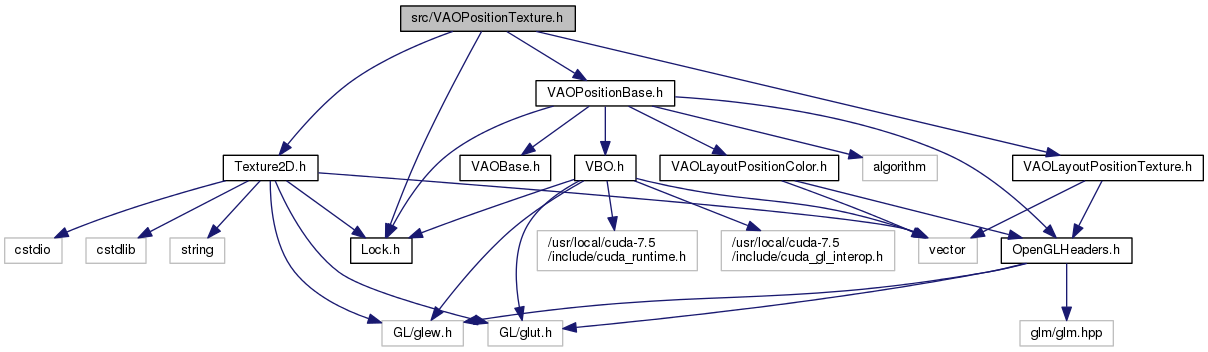 src/VAOPositionTexture.h
VAOPositionBase.h
Texture2D.h
VAOBase.h
VBO.h
VAOLayoutPositionColor.h
algorithm
VAOLayoutPositionTexture.h
cstdio
cstdlib
string
Lock.h
/usr/local/cuda-7.5
/include/cuda_runtime.h
/usr/local/cuda-7.5
/include/cuda_gl_interop.h
vector
OpenGLHeaders.h
GL/glew.h
GL/glut.h
glm/glm.hpp